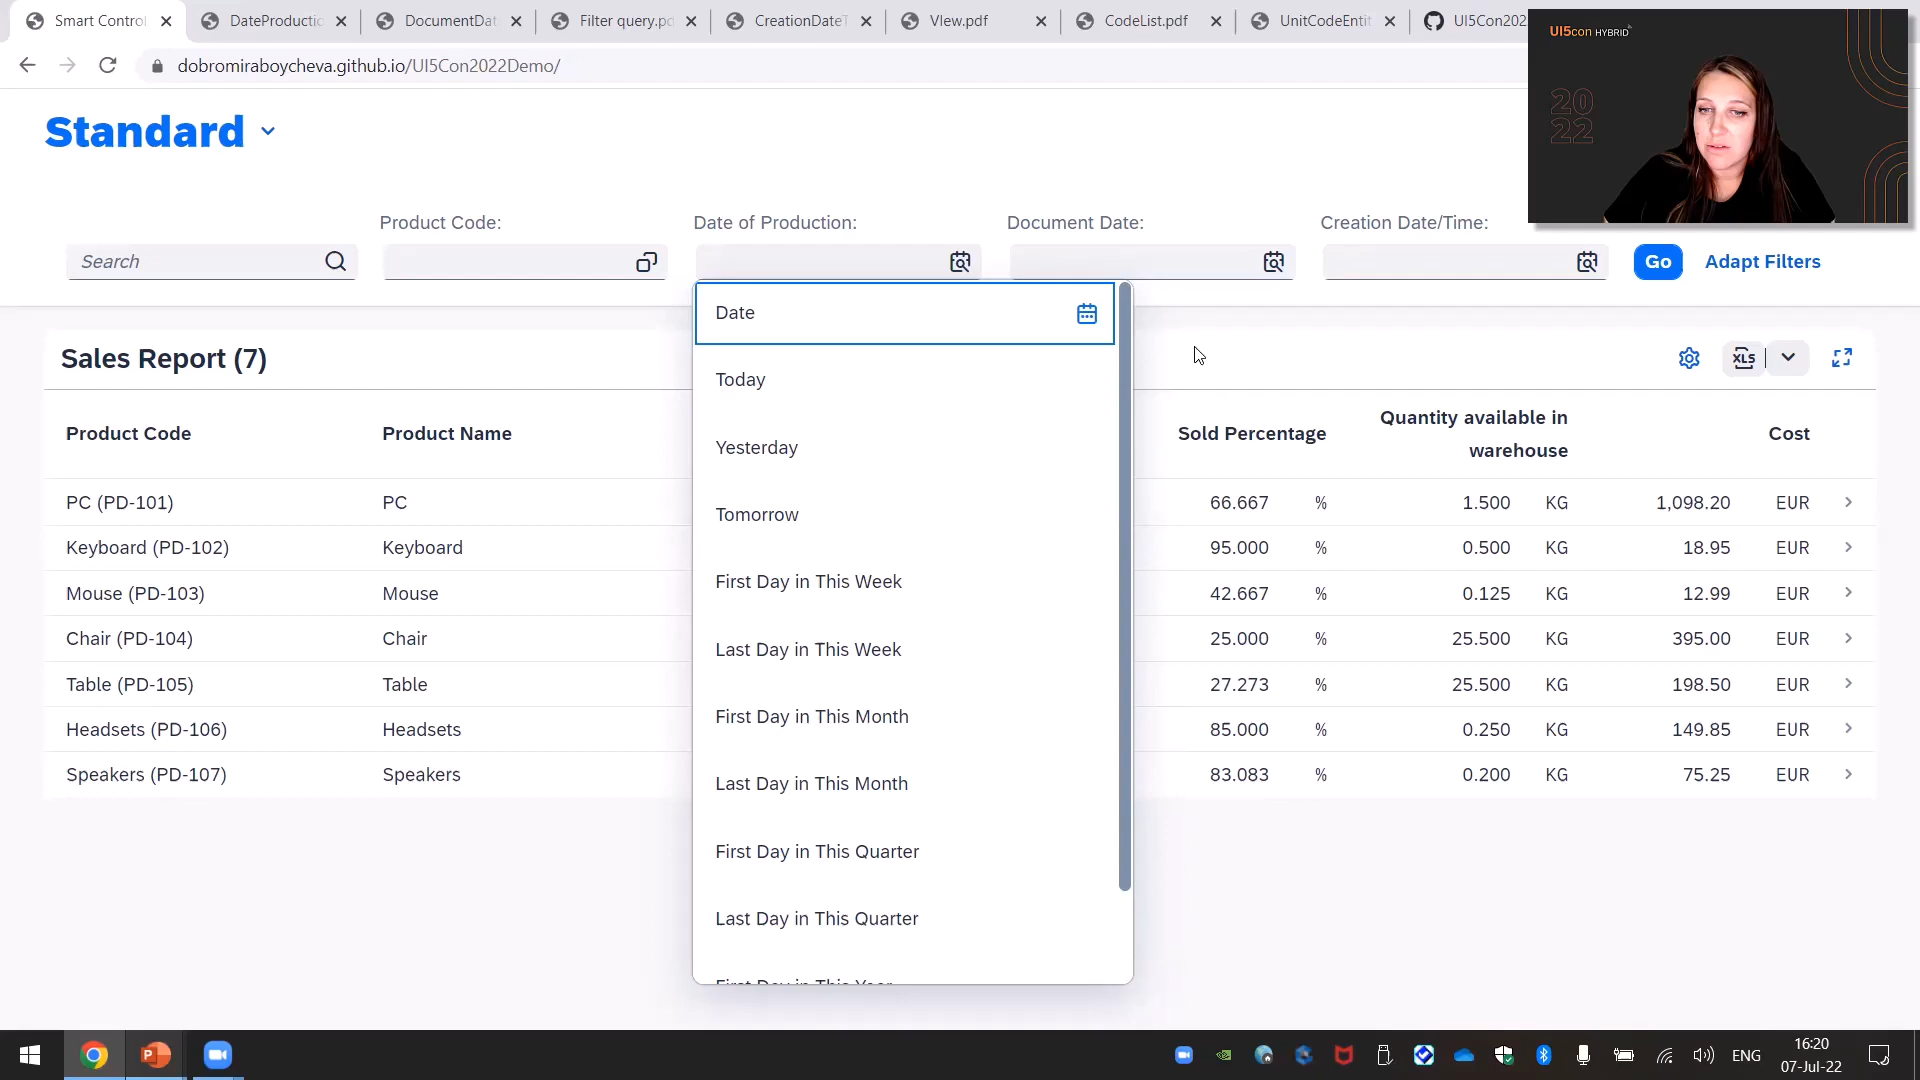 Smart Control
DateProductio
DocumentDat
Filter query.pd
CreationDateT
VIew.pdf
CodeList.pdf
UnitCodeEntit
UI5Con202
dobromiraboycheva.github.io/UI5Con2022Demo/
UI5con HYBRID
20
22
Standard
Product Code:
Date of Production:
Document Date:
Creation Date/Time:
Search
Go
Adapt Filters
Sales Report (7)
XLS
Product Code
Product Name
Sold Percentage
Quantity available in
warehouse
Cost
PC (PD-101) PC 66.667 % 1.500 KG 1,098.20 EUR
Keyboard (PD-102) Keyboard 95.000 % 0.500 KG 18.95 EUR
Mouse (PD-103) Mouse 42.667 % 0.125 KG 12.99 EUR
Chair (PD-104) Chair 25.000 % 25.500 KG 395.00 EUR
Table (PD-105) Table 27.273 % 25.500 KG 198.50 EUR
Headsets (PD-106) Headsets 85.000 % 0.250 KG 149.85 EUR
Speakers (PD-107) Speakers 83.083 % 0.200 KG 75.25 EUR
Date
Today
Yesterday
Tomorrow
First Day in This Week
Last Day in This Week
First Day in This Month
Last Day in This Month
First Day in This Quarter
Last Day in This Quarter
First Day in This Year
ENG
16:20
07-Jul-22